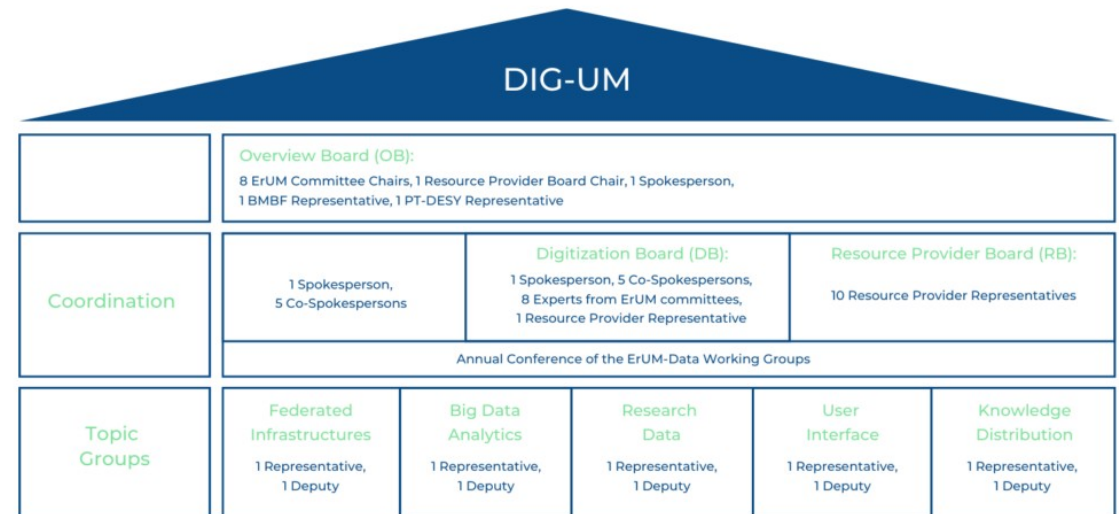 DIG-UM
Overview Board (OB):
8 ErUM Committee Chairs, 1 Resource Provider Board Chair, 1 Spokesperson,
1 BMBF Representative, 1 PT-DESY Representative
Coordination
1 Spokesperson,
5 Co-Spokespersons
Digitization Board (DB):
1 Spokesperson, 5 Co-Spokespersons,
8 Experts from ErUM committees,
1 Resource Provider Representative
Resource Provider Board (RB):
10 Resource Provider Representatives
Annual Conference of the ErUM-Data Working Groups
Topic
Groups
Federated
Infrastructures
1 Representative,
1 Deputy
Big Data
Analytics
1 Representative,
1 Deputy
Research
Data
1 Representative,
1 Deputy
User
Interface
1 Representative,
1 Deputy
Knowledge
Distribution
1 Representative,
1 Deputy